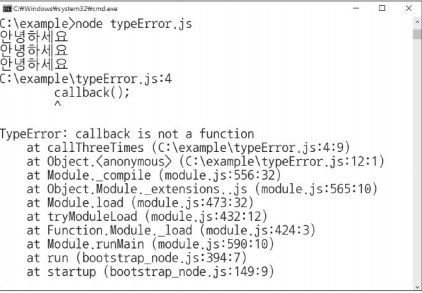 C:₩Windows₩system32₩cmd.exe
C:\example>node typeError.js
안녕하세요
안녕하세요
안녕하세요
C:\example\typeError.js:4
        callback();
        ^

TypeError: callback is not a function
    at callThreeTimes (C:\example\typeError.js:4:9)
    at Object.<anonymous> (C:\example\typeError.js:12:1)
    at Module._compile (module.js:556:32)
    at Object.Module._extensions..js (module.js:565:10)
    at Module.load (module.js:473:32)
    at tryModuleLoad (module.js:432:12)
    at Function.Module._load (module.js:424:3)
    at Module.runMain (module.js:590:10)
    at run (bootstrap_node.js:394:7)
    at startup (bootstrap_node.js:149:9)